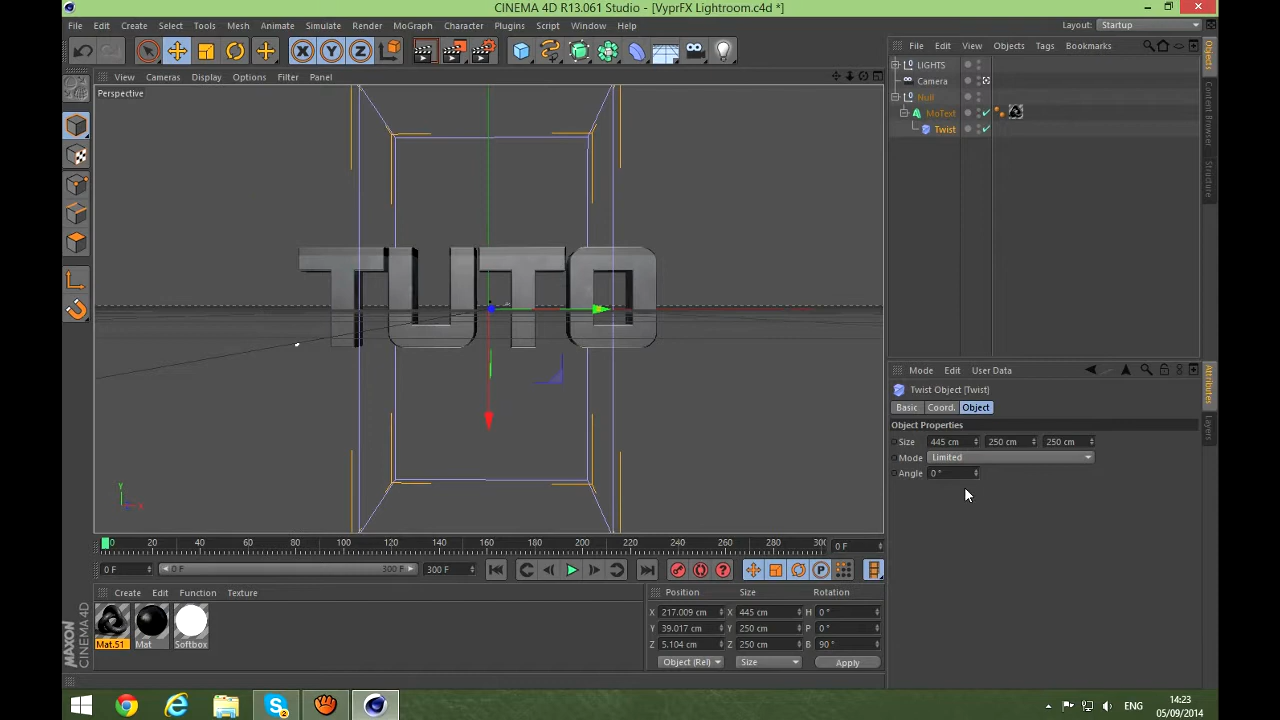 CINEMA 4D R13.061 Studio - [VyprFX Lightroom.c4d *]
File Edit Create Select Tools Mesh Animate Simulate Render MoGraph Character Plugins Script Window Help
Layout: Startup
File Edit View Objects Tags Bookmarks
View Cameras Display Options Filter Panel
Perspective
LIGHTS
Camera
Null
MoText
Twist
Objects
Content Browser
Structure
TUTO
Mode Edit User Data
Twist Object [Twist]
Basic Coord. Object
Object Properties
Size 445 cm 250 cm 250 cm
Mode Limited
Angle 0 °
Attributes
Layers
Y
X
0 20 40 60 80 100 120 140 160 180 200 220 240 260 280 300
0 F
0 F 0 F 300 F 300 F
Create Edit Function Texture
Mat.51 Mat Softbox
Position Size Rotation
X 217.009 cm X 445 cm H 0 °
Y 39.017 cm Y 250 cm P 0 °
Z 5.104 cm Z 250 cm B 90 °
Object (Rel) Size Apply
MAXON
CINEMA 4D
ENG
14:23
05/09/2014